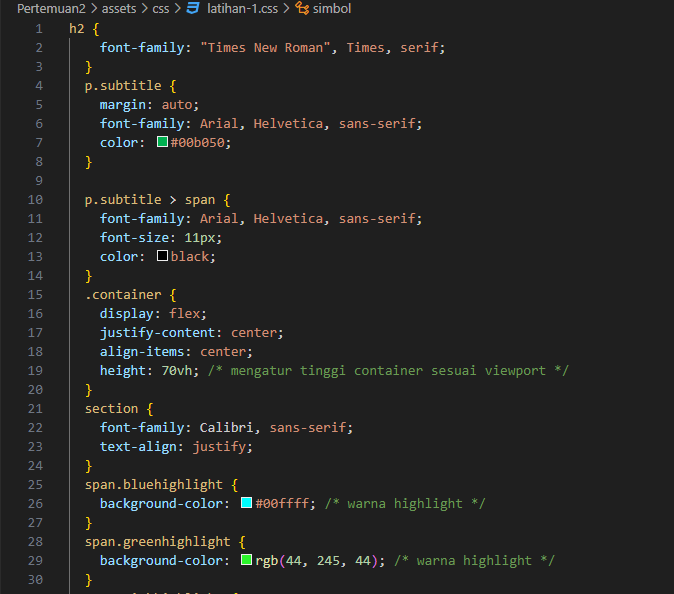 Pertemuan2 > assets > css > latihan-1.css > simbol
1 h2 {
2 font-family: "Times New Roman", Times, serif;
3 }
4 p.subtitle {
5 margin: auto;
6 font-family: Arial, Helvetica, sans-serif;
7 color: #00b050;
8 }
9
10 p.subtitle > span {
11 font-family: Arial, Helvetica, sans-serif;
12 font-size: 11px;
13 color: black;
14 }
15 .container {
16 display: flex;
17 justify-content: center;
18 align-items: center;
19 height: 70vh; /* mengatur tinggi container sesuai viewport */
20 }
21 section {
22 font-family: Calibri, sans-serif;
23 text-align: justify;
24 }
25 span.bluehighlight {
26 background-color: #00ffff; /* warna highlight */
27 }
28 span.greenhighlight {
29 background-color: rgb(44, 245, 44); /* warna highlight */
30 }